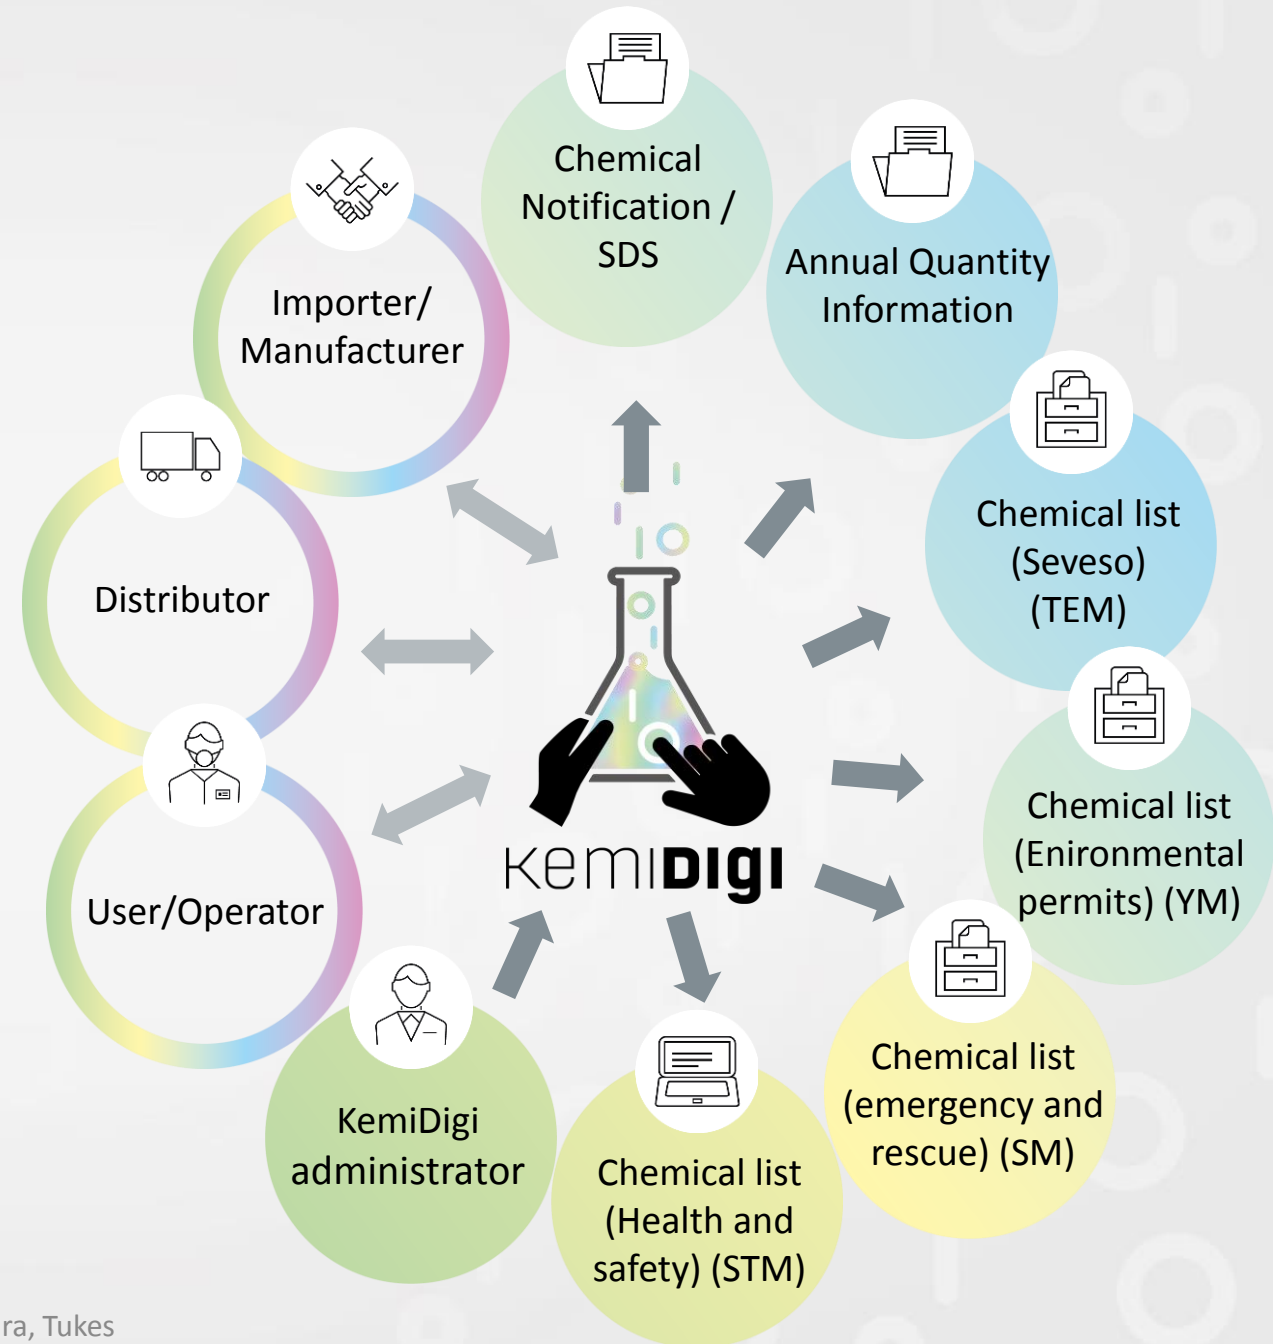 Chemical
Notification /
SDS
Annual Quantity
Information
Importer/
Manufacturer
Chemical list
(Seveso)
(TEM)
Distributor
Chemical list
(Enironmental
permits) (YM)
User/Operator
KemiDIGI
Chemical list
(emergency and
rescue) (SM)
KemiDigi
administrator
Chemical list
(Health and
safety) (STM)
ra, Tukes